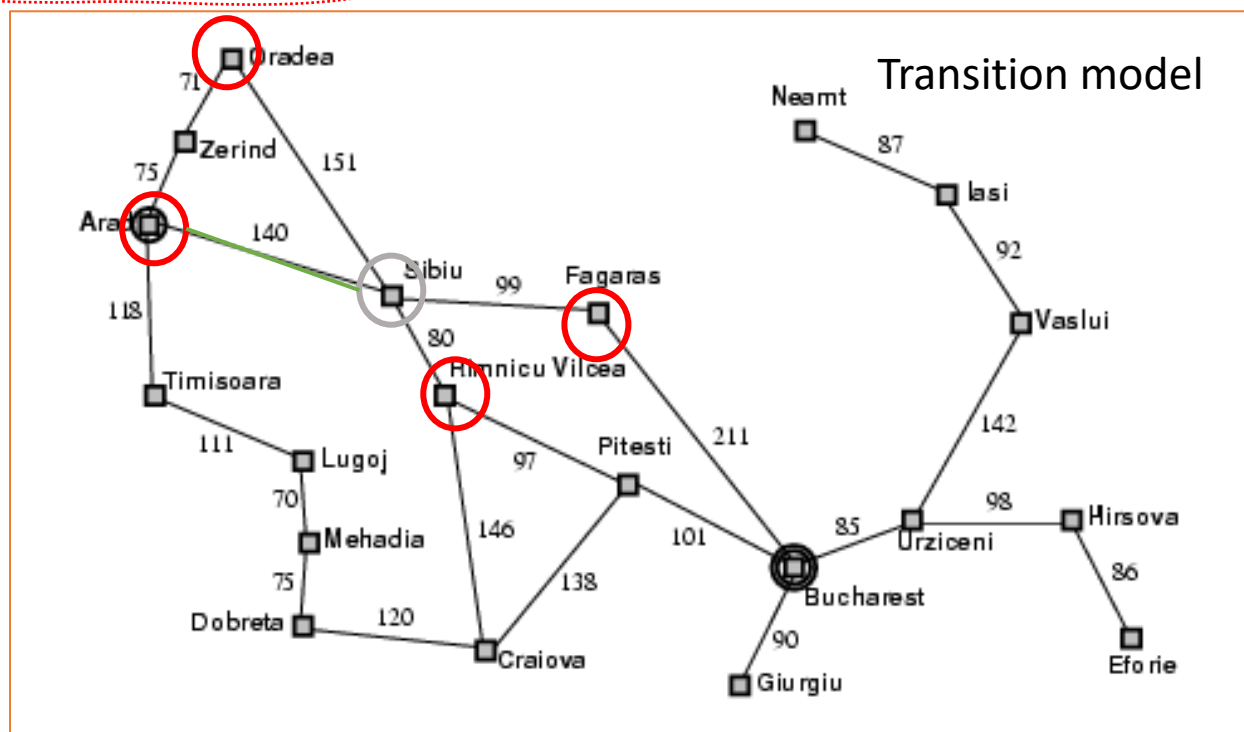 Transition model
Oradea
71
Neamt
Zerind
87
151
75
Iasi
Arad
140
92
Sibiu
Fagaras
99
118
80
Vaslui
Rimnicu Vilcea
Timisoara
142
111
Pitesti
211
Lugoj
97
70
98
Hirsova
146
85
Mehadia
101
Urziceni
86
75
138
Bucharest
Dobreta
120
90
Craiova
Eforie
Giurgiu